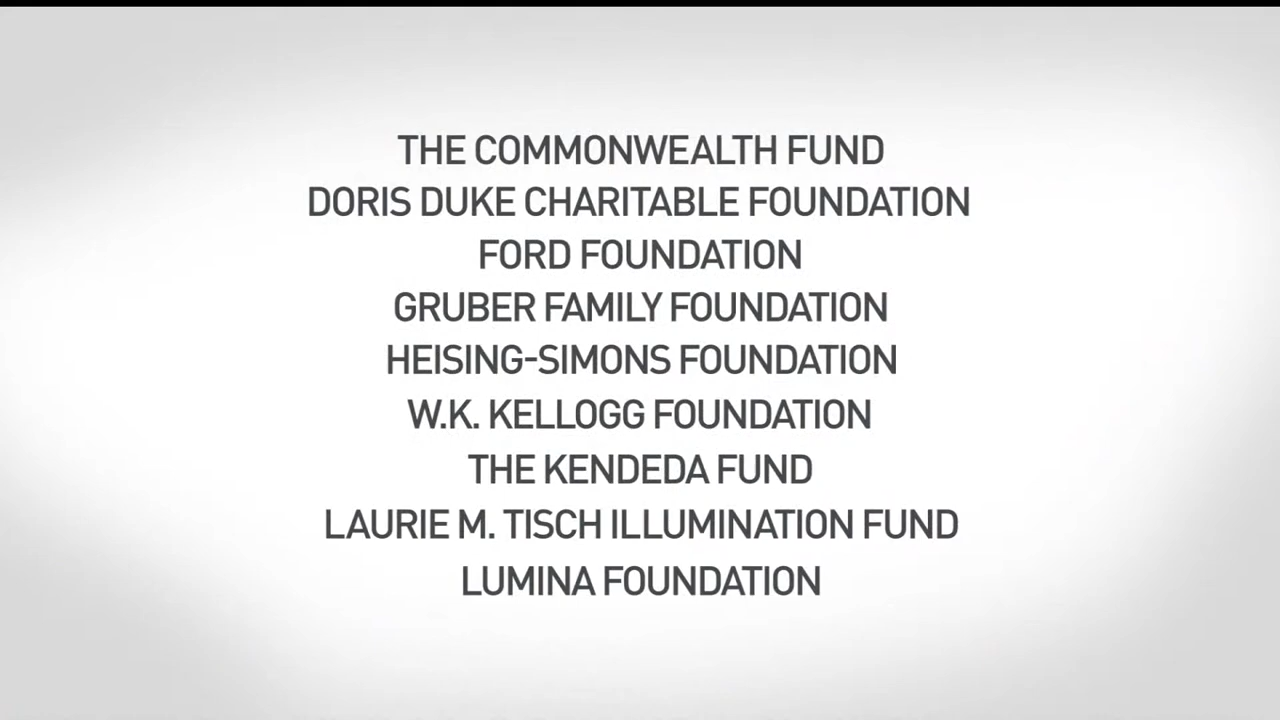 THE COMMONWEALTH FUND
DORIS DUKE CHARITABLE FOUNDATION
FORD FOUNDATION
GRUBER FAMILY FOUNDATION
HEISING-SIMONS FOUNDATION
W.K. KELLOGG FOUNDATION
THE KENDEDA FUND
LAURIE M. TISCH ILLUMINATION FUND
LUMINA FOUNDATION